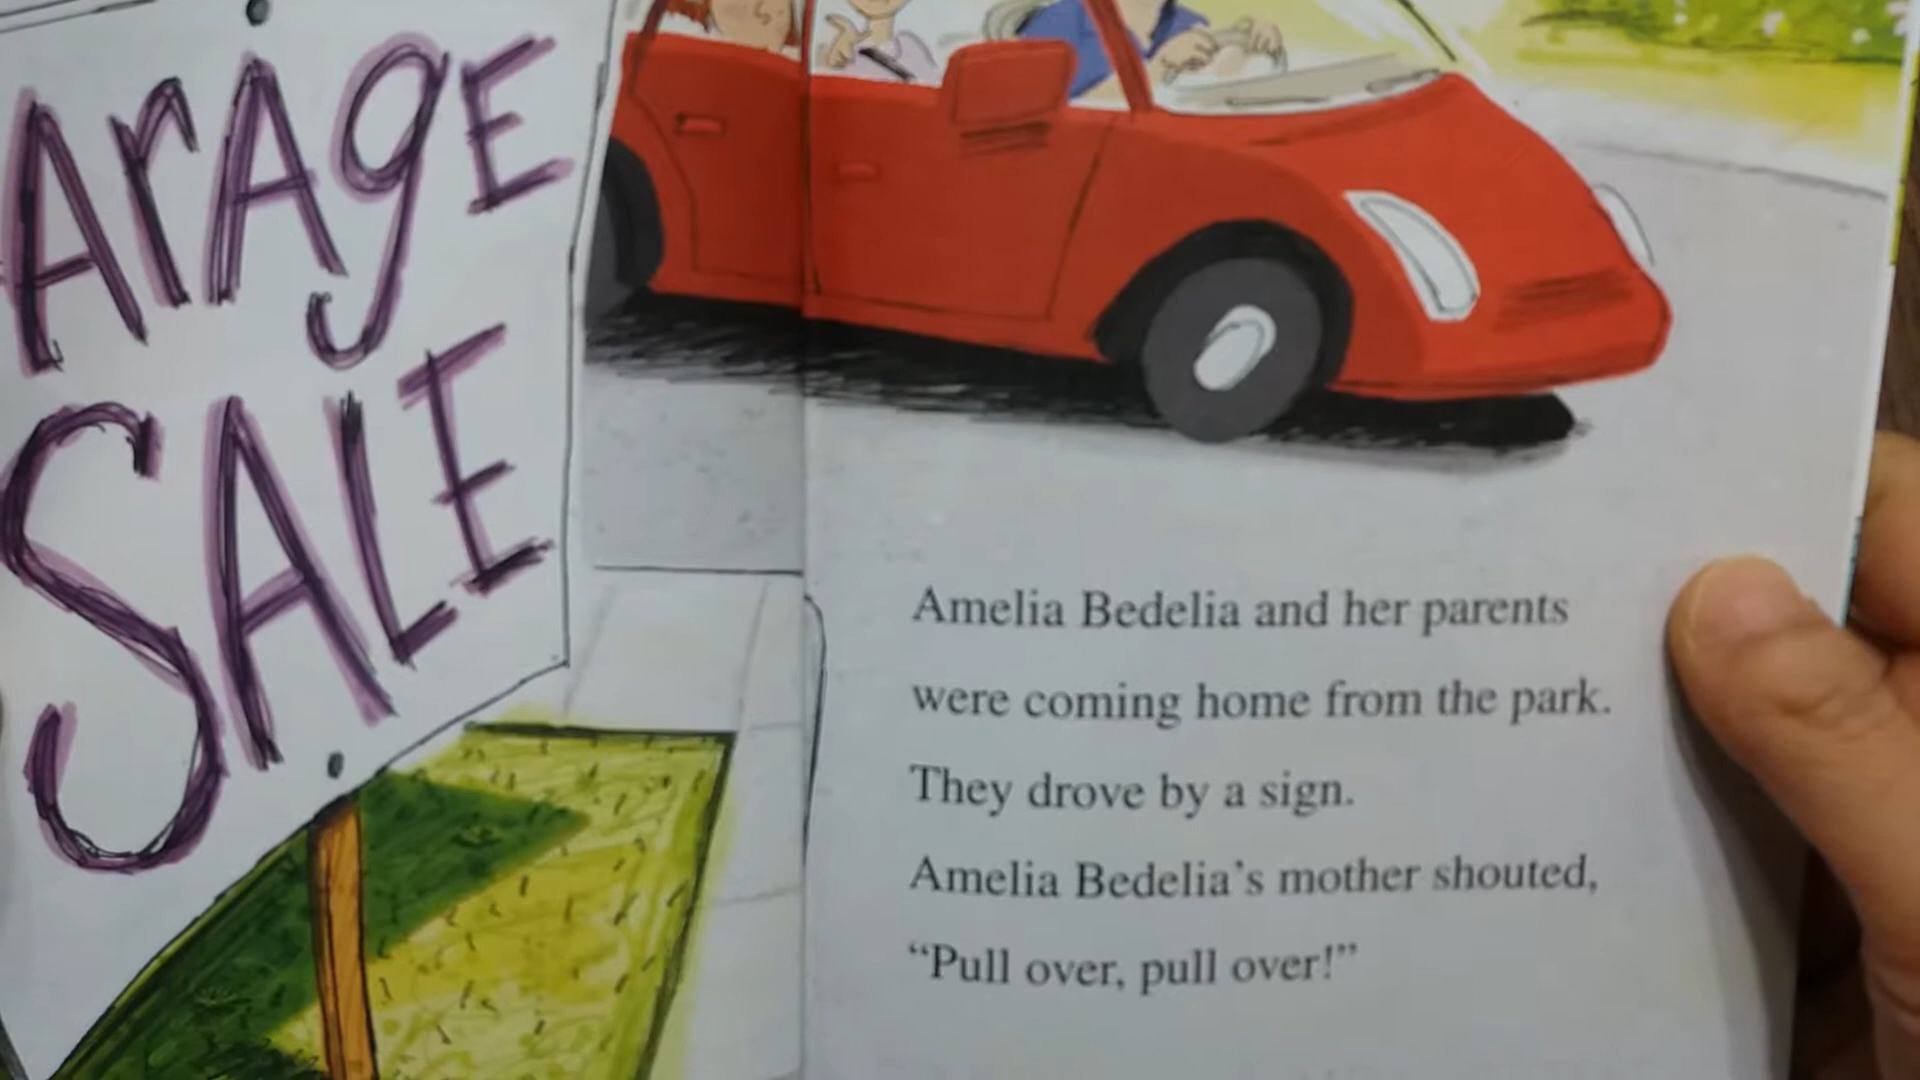 ArAgE
SALE
Amelia Bedelia and her parents
were coming home from the park.
They drove by a sign.
Amelia Bedelia’s mother shouted,
“Pull over, pull over!”